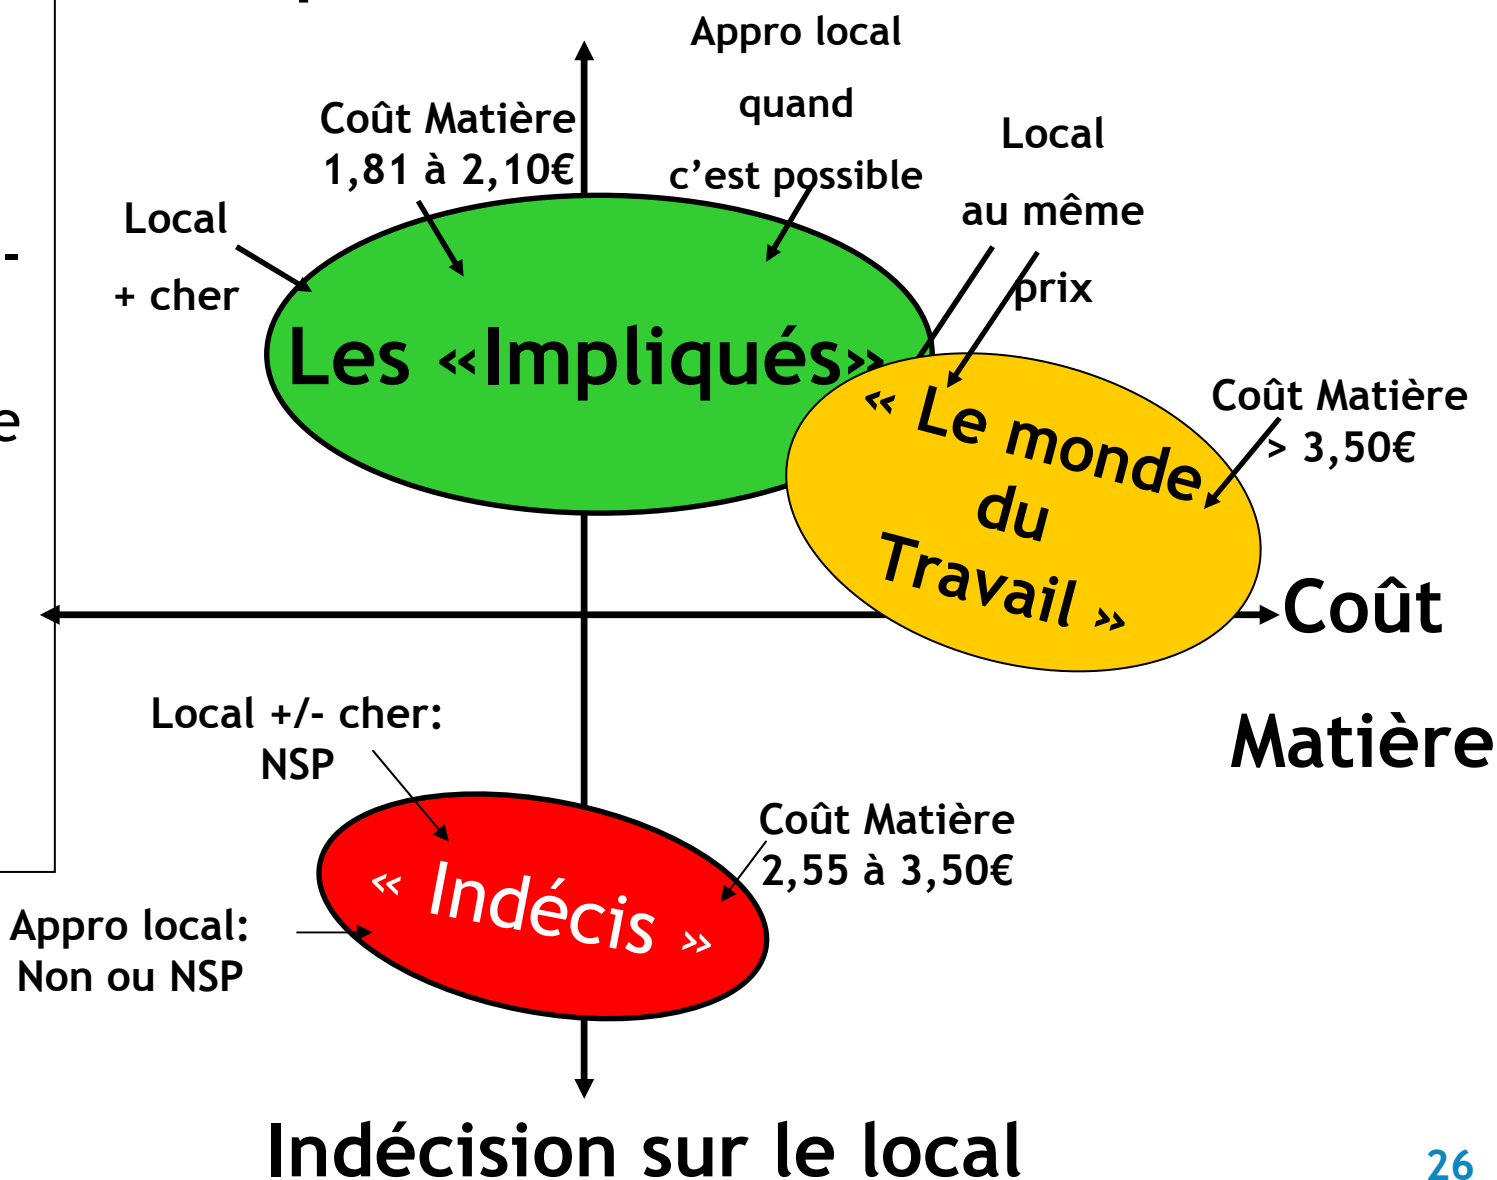 Appro local
quand
c’est possible
Coût Matière
1,81 à 2,10€
Local
au même
prix
Local
+ cher
-
Les «Impliqués»
e
« Le monde
du
Travail »
Coût Matière
> 3,50€
Coût
Matière
Local +/- cher:
NSP
Coût Matière
2,55 à 3,50€
« Indécis »
Appro local:
Non ou NSP
Indécision sur le local
26